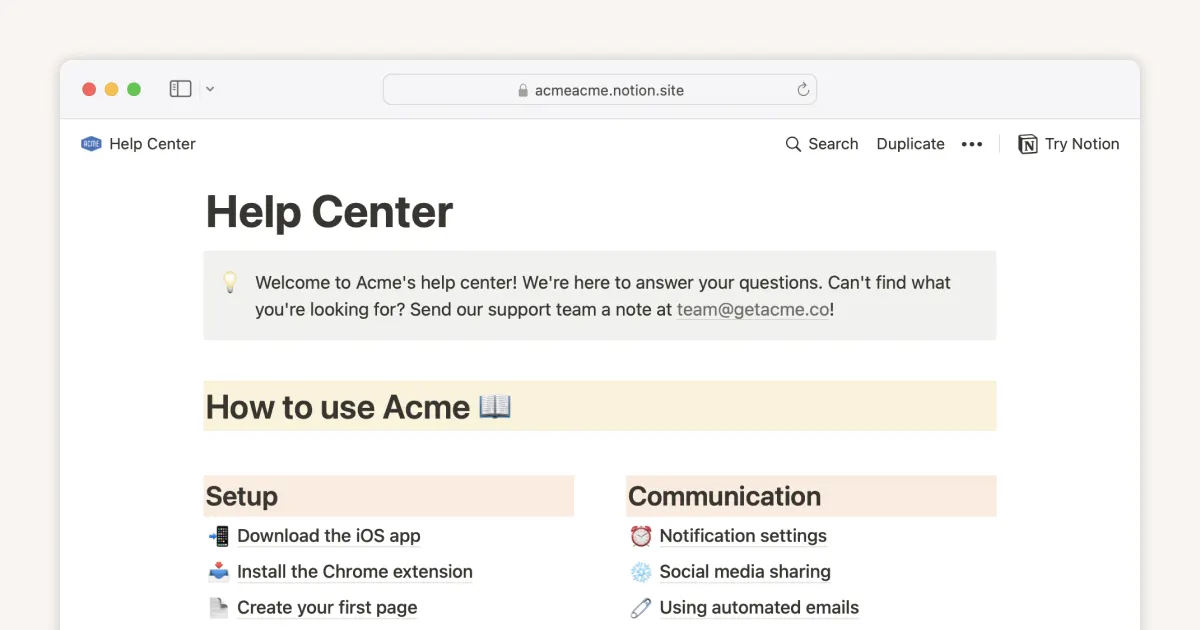 acmeacme.notion.site
ACME Help Center
Search Duplicate ••• Try Notion
Help Center
Welcome to Acme's help center! We're here to answer your questions. Can't find what
you're looking for? Send our support team a note at team@getacme.co!
How to use Acme 📖
Setup
Download the iOS app
Install the Chrome extension
Create your first page
Communication
Notification settings
Social media sharing
Using automated emails